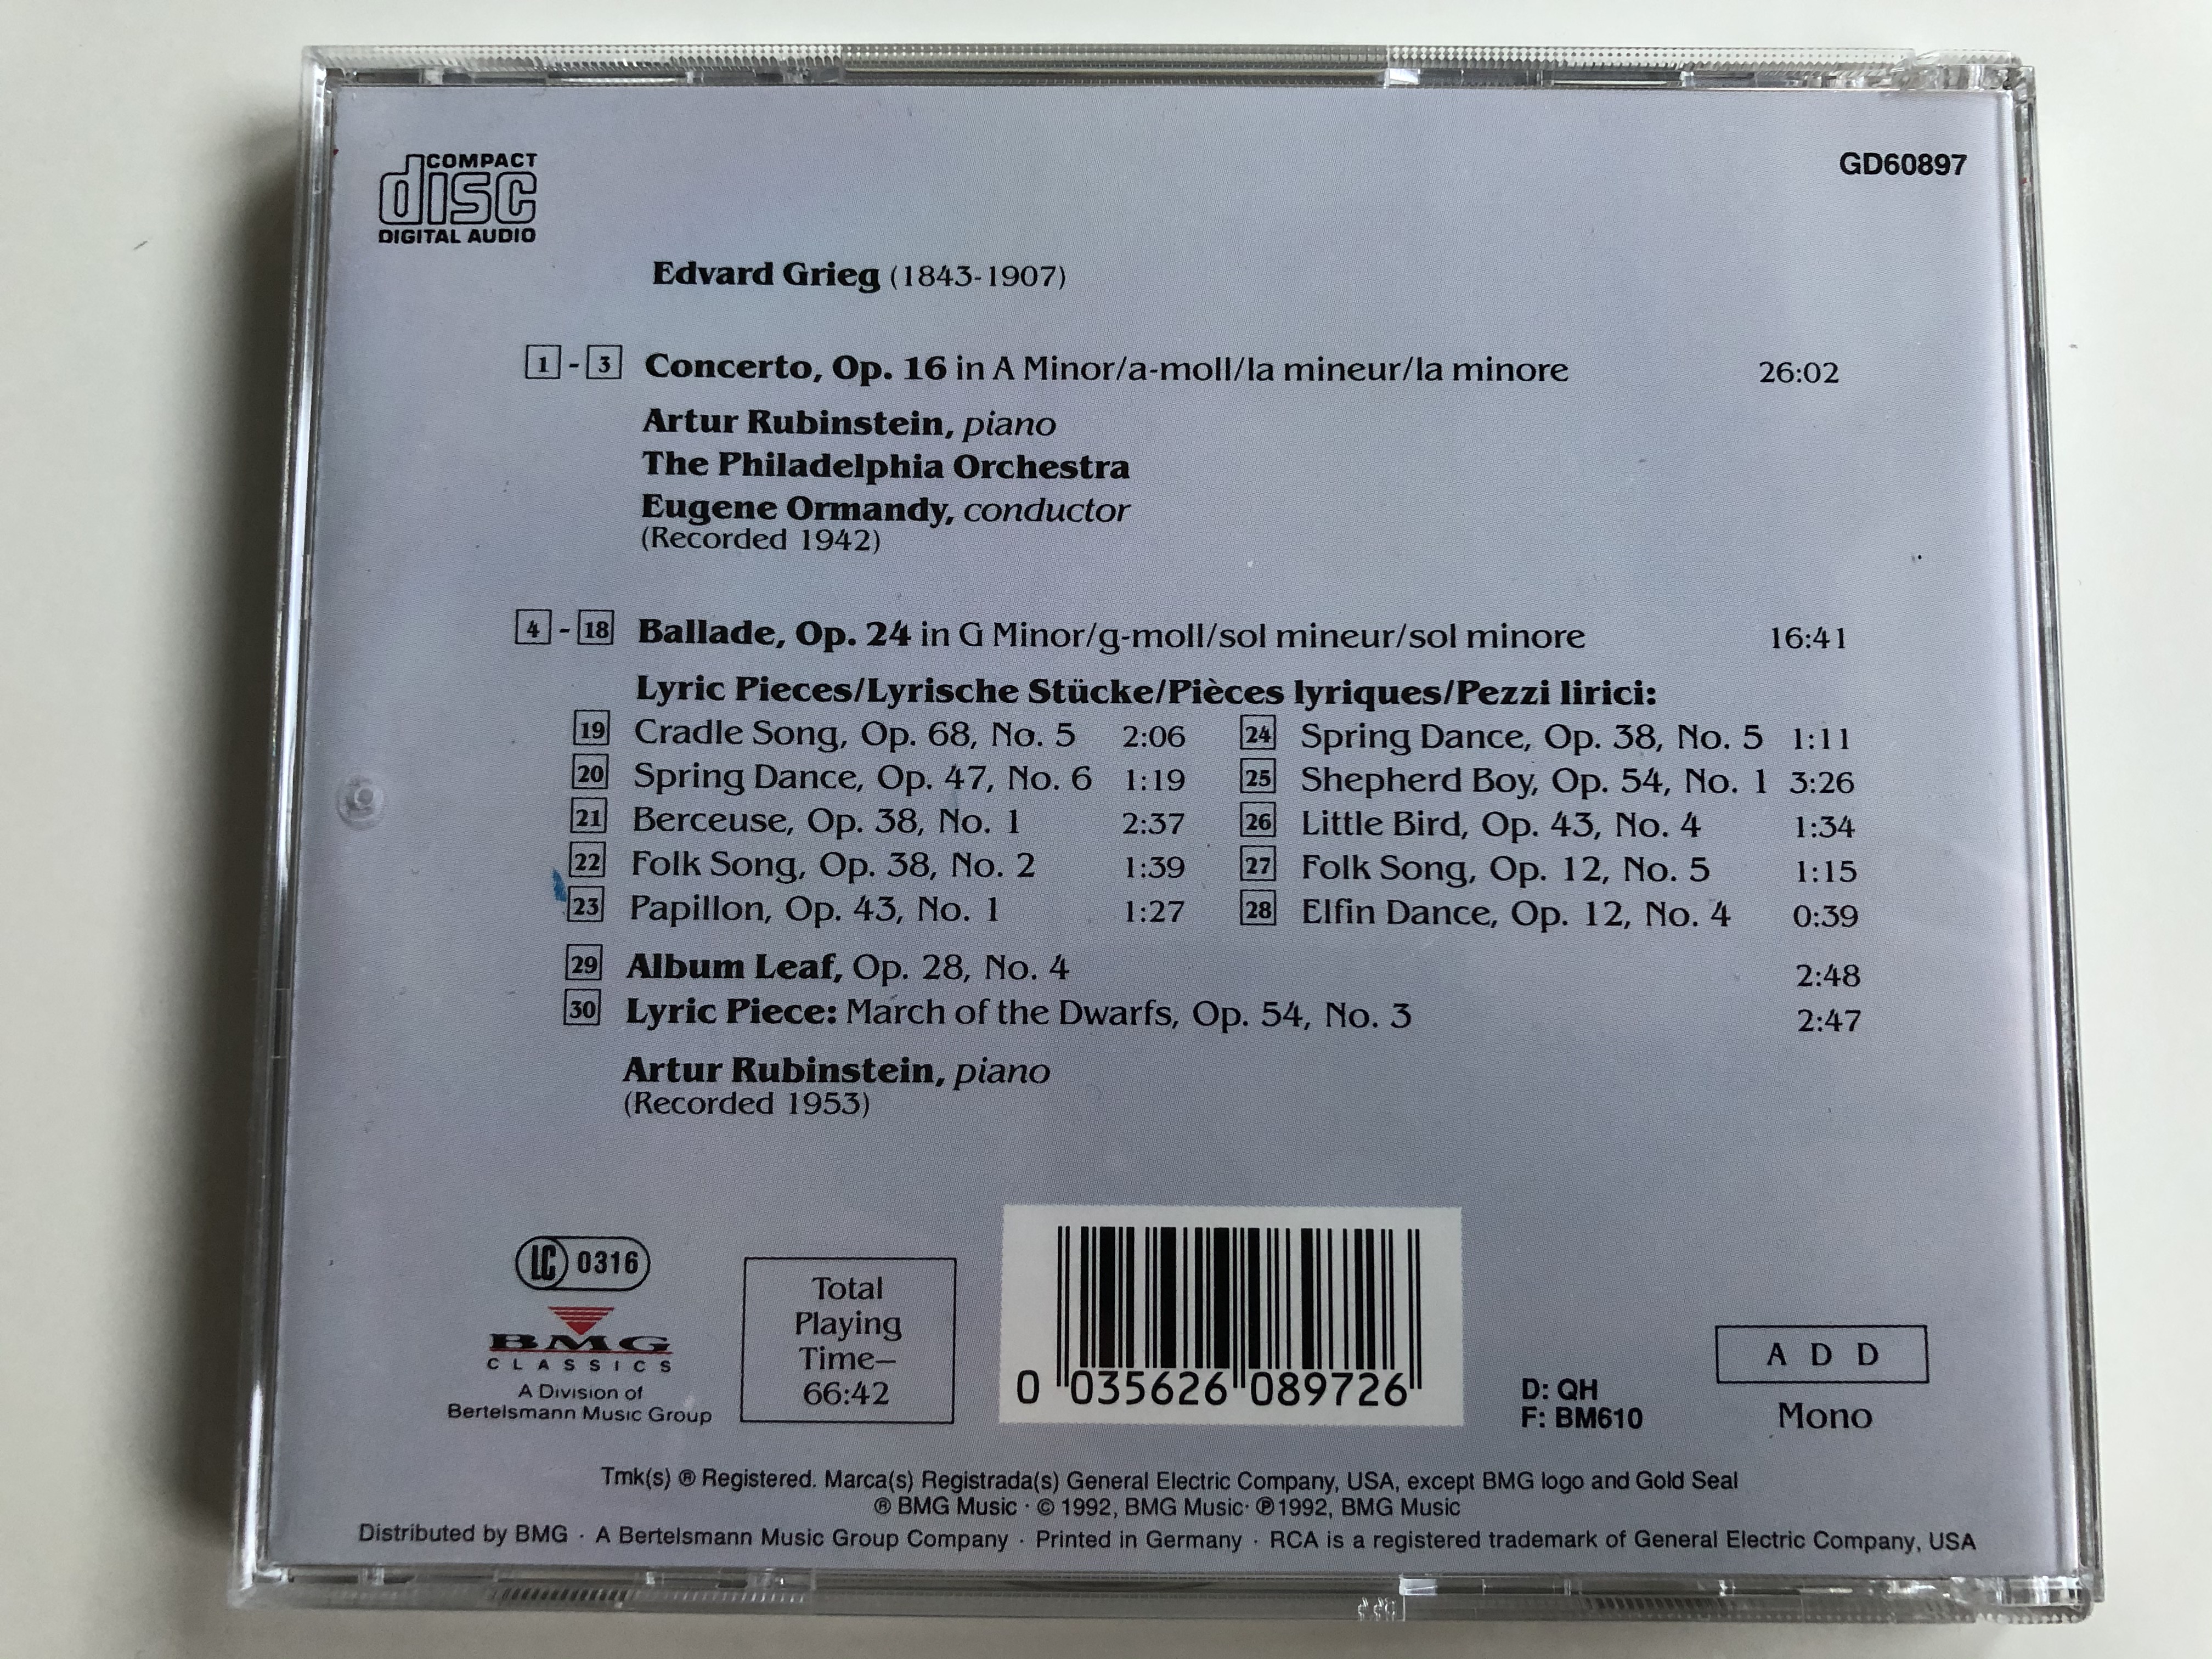 COMPACT
disc
DIGITAL AUDIO
GD60897
Edvard Grieg (1843-1907)
1 - 3 Concerto, Op. 16 in A Minor/a-moll/la mineur/la minore 26:02
Artur Rubinstein, piano
The Philadelphia Orchestra
Eugene Ormandy, conductor
(Recorded 1942)
4 - 18 Ballade, Op. 24 in G Minor/g-moll/sol mineur/sol minore 16:41
Lyric Pieces/Lyrische Stücke/Pièces lyriques/Pezzi lirici:
19 Cradle Song, Op. 68, No. 5 2:06
20 Spring Dance, Op. 47, No. 6 1:19
21 Berceuse, Op. 38, No. 1 2:37
22 Folk Song, Op. 38, No. 2 1:39
23 Papillon, Op. 43, No. 1 1:27
24 Spring Dance, Op. 38, No. 5 1:11
25 Shepherd Boy, Op. 54, No. 1 3:26
26 Little Bird, Op. 43, No. 4 1:34
27 Folk Song, Op. 12, No. 5 1:15
28 Elfin Dance, Op. 12, No. 4 0:39
29 Album Leaf, Op. 28, No. 4 2:48
30 Lyric Piece: March of the Dwarfs, Op. 54, No. 3 2:47
Artur Rubinstein, piano
(Recorded 1953)
LC 0316
BMG
CLASSICS
A Division of
Bertelsmann Music Group
Total
Playing
Time–
66:42
0 035626 089726
D: QH
F: BM610
A D D
Mono
Tmk(s) ® Registered. Marca(s) Registrada(s) General Electric Company, USA, except BMG logo and Gold Seal
® BMG Music · © 1992, BMG Music· ℗ 1992, BMG Music
Distributed by BMG · A Bertelsmann Music Group Company · Printed in Germany · RCA is a registered trademark of General Electric Company, USA